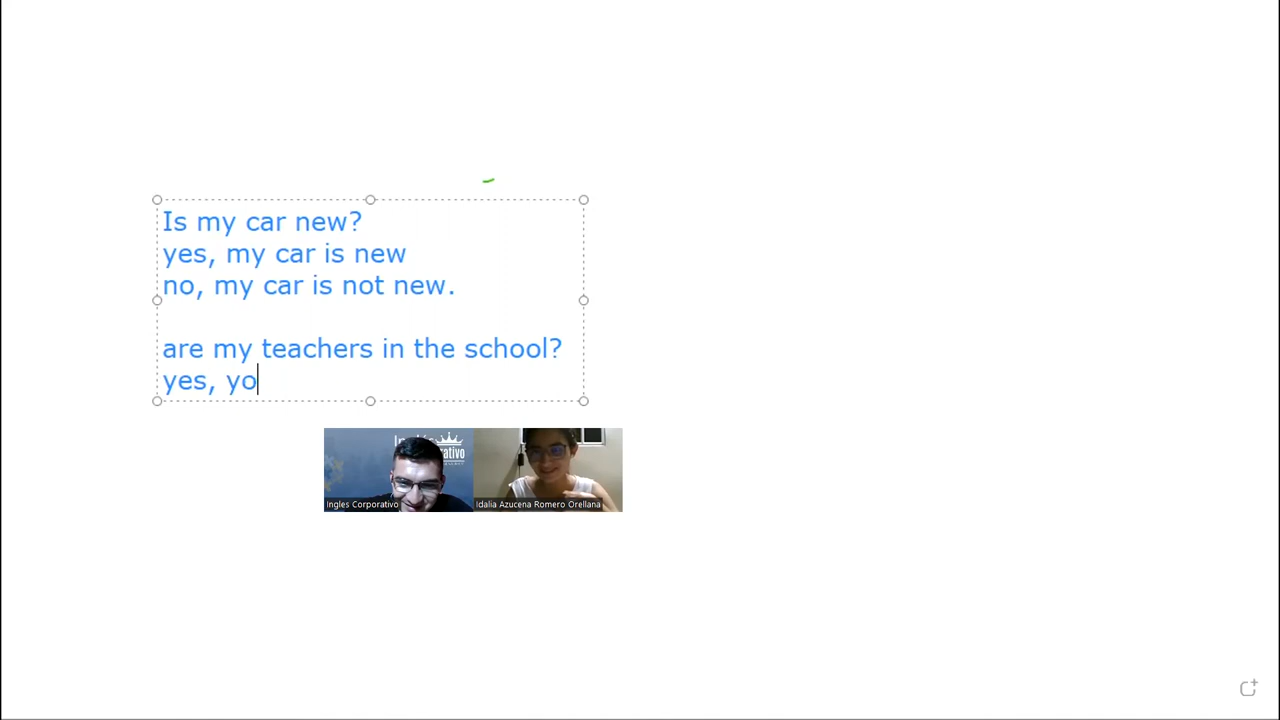 Is my car new?
yes, my car is new
no, my car is not new.
are my teachers in the school?
yes, yo
Ingles Corporativo
Idalia Azucena Romero Orellana